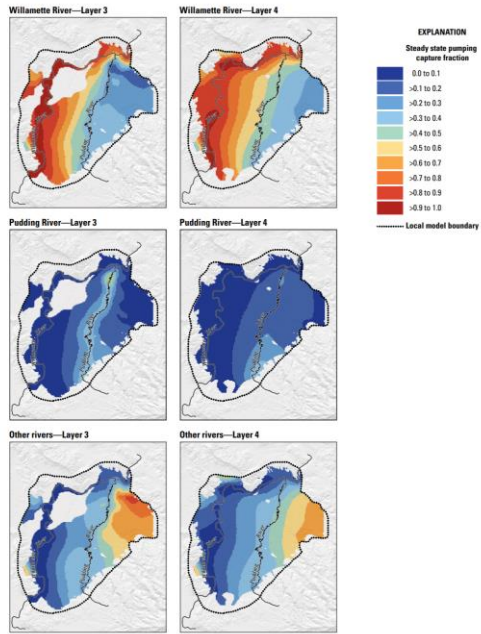 Willamette River—Layer 3
Willamette River—Layer 4
EXPLANATION
Steady state pumping
capture fraction
0.0 to 0.1
>0.1 to 0.2
>0.2 to 0.3
>0.3 to 0.4
>0.4 to 0.5
>0.5 to 0.6
>0.6 to 0.7
>0.7 to 0.8
>0.8 to 0.9
>0.9 to 1.0
Local model boundary
Pudding River—Layer 3
Pudding River—Layer 4
Other rivers—Layer 3
Other rivers—Layer 4